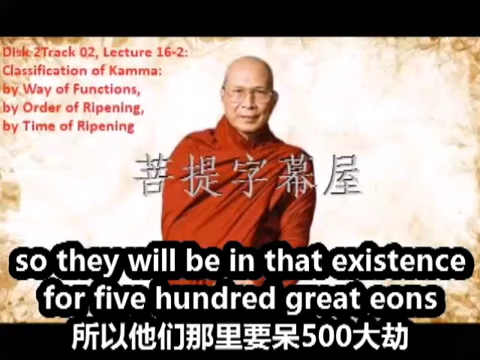 Disk 2Track 02, Lecture 16-2:
Classification of Kamma:
by Way of Functions,
by Order of Ripening,
by Time of Ripening
菩提字幕屋
so they will be in that existence
for five hundred great eons
所以他们那里要呆500大劫